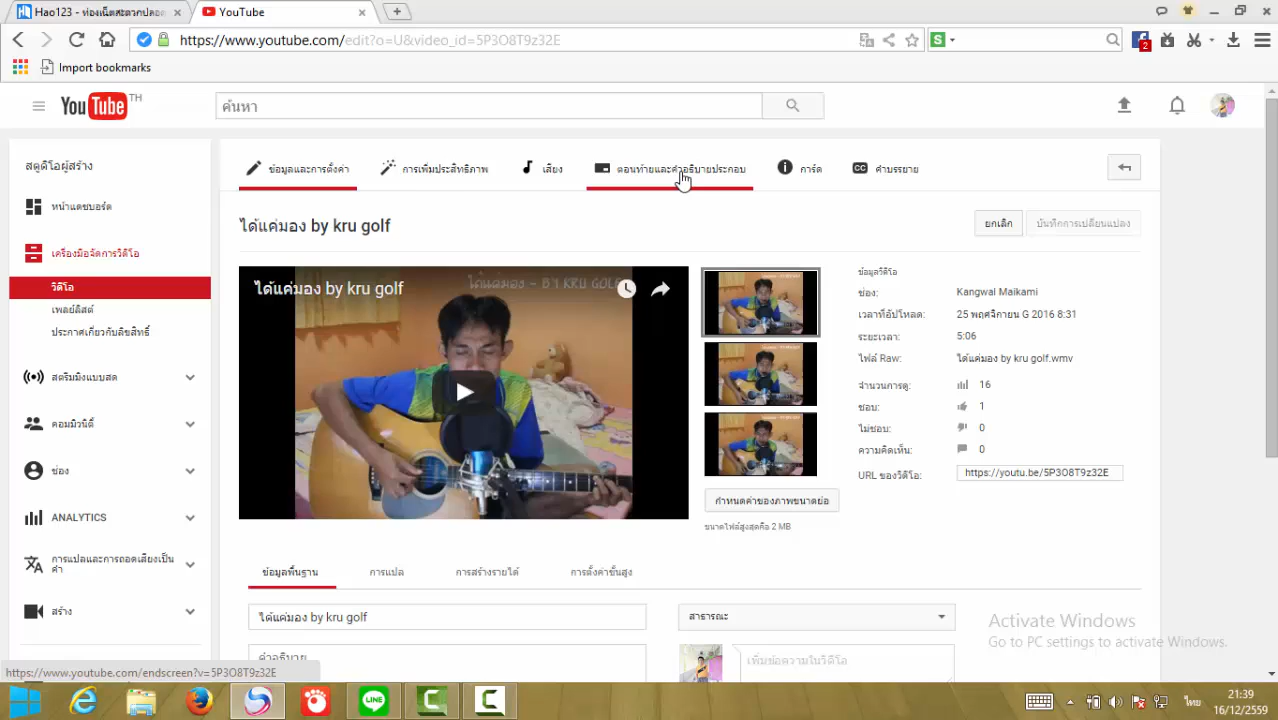 Hao123 - ท่องเน็ตสะดวกปลอด
YouTube
https://www.youtube.com/edit?o=U&video_id=5P3O8T9z32E
S
2
Import bookmarks
YouTube TH
ค้นหา
สตูดิโอผู้สร้าง
หน้าแดชบอร์ด
เครื่องมือจัดการวิดีโอ
วิดีโอ
เพลย์ลิสต์
ประกาศเกี่ยวกับลิขสิทธิ์
สตรีมมิงแบบสด
คอมมิวนิตี้
ช่อง
ANALYTICS
การแปลและการถอดเสียงเป็น
คำ
สร้าง
ข้อมูลและการตั้งค่า
การเพิ่มประสิทธิภาพ
เสียง
ตอนท้ายและคำอธิบายประกอบ
การ์ด
CC คำบรรยาย
ได้แค่มอง by kru golf
ยกเลิก
บันทึกการเปลี่ยนแปลง
ได้แค่มอง by kru golf
ได้แค่มอง - BY KRU GOLF
กำหนดค่าของภาพขนาดย่อ
ขนาดไฟล์สูงสุดคือ 2 MB
ข้อมูลวิดีโอ
ช่อง: Kangwal Maikami
เวลาที่อัปโหลด: 25 พฤศจิกายน G 2016 8:31
ระยะเวลา: 5:06
ไฟล์ Raw: ได้แค่มอง by kru golf.wmv
จำนวนการดู: 16
ชอบ: 1
ไม่ชอบ: 0
ความคิดเห็น: 0
URL ของวิดีโอ: https://youtu.be/5P3O8T9z32E
ข้อมูลพื้นฐาน
การแปล
การสร้างรายได้
การตั้งค่าขั้นสูง
ได้แค่มอง by kru golf
สาธารณะ
คำอธิบาย
เพิ่มข้อความในวิดีโอ
Activate Windows
Go to PC settings to activate Windows.
https://www.youtube.com/endscreen?v=5P3O8T9z32E
LINE
ไทย
21:39
16/12/2559